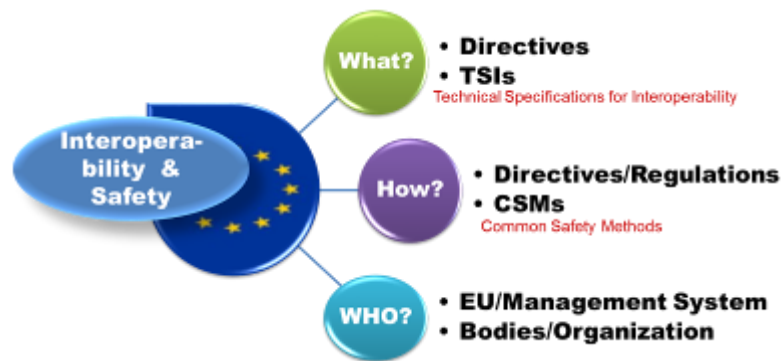 What?
• Directives
• TSIs
Technical Specifications for Interoperability
Interopera-
bility &
Safety
How?
• Directives/Regulations
• CSMs
Common Safety Methods
WHO?
• EU/Management System
• Bodies/Organization